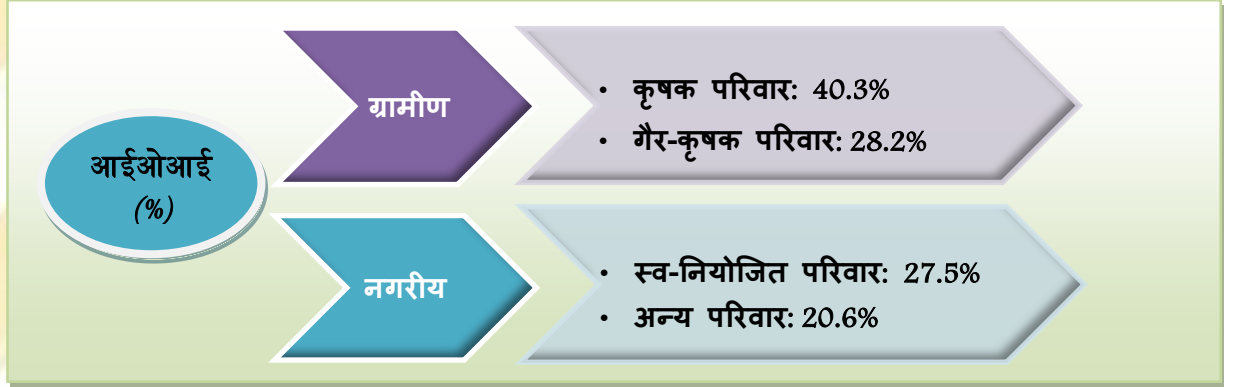 आईओआई
(%)
ग्रामीण
• कृषक परिवार: 40.3%
• गैर-कृषक परिवार: 28.2%
नगरीय
• स्व-नियोजित परिवार: 27.5%
• अन्य परिवार: 20.6%